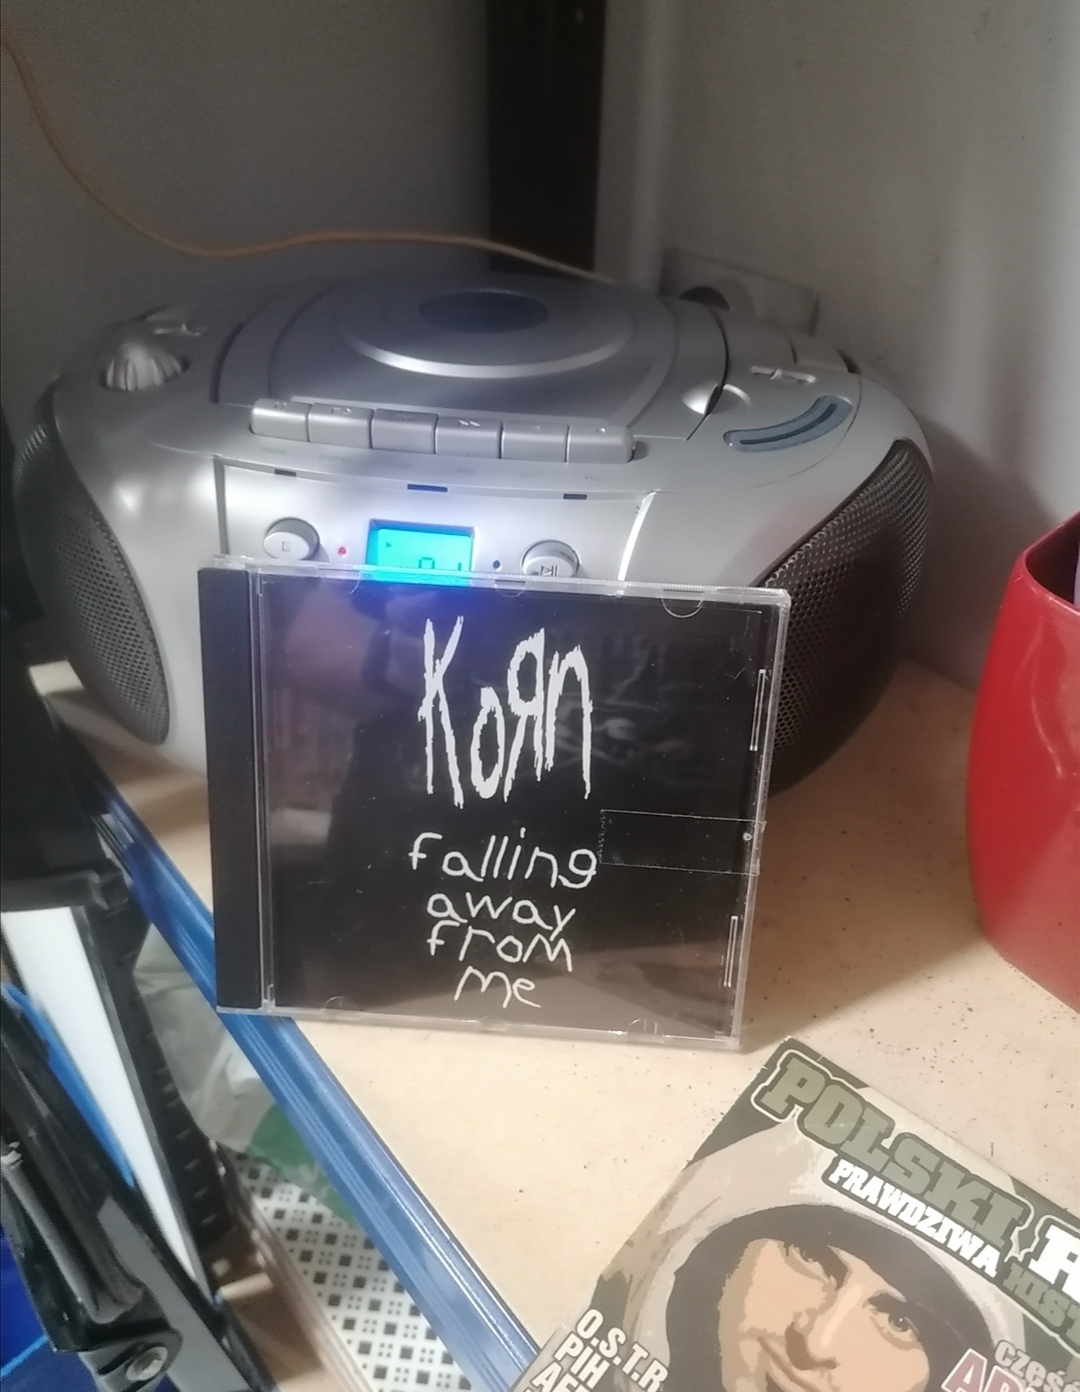 KoЯn
falling
away
from
me
POLSKI
PRAWDZIWA
O.S.T.R.
PIH